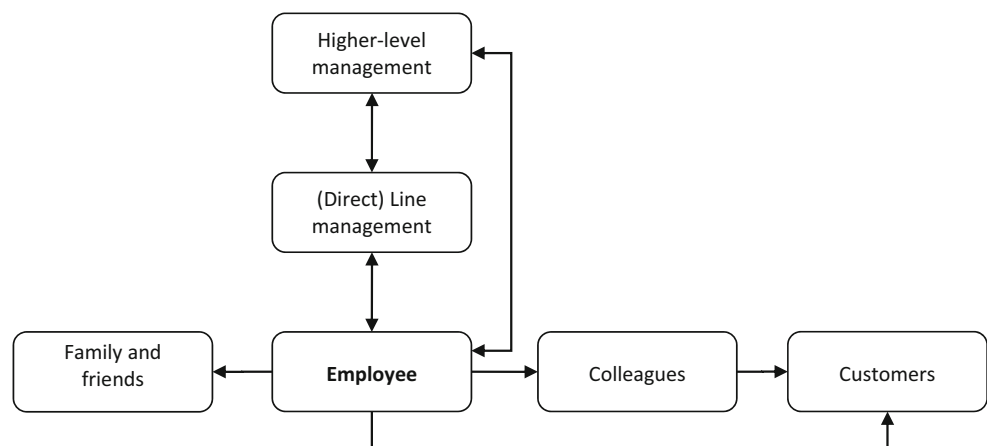 Higher-level
management
(Direct) Line
management
Family and
friends
Employee
Colleagues
Customers